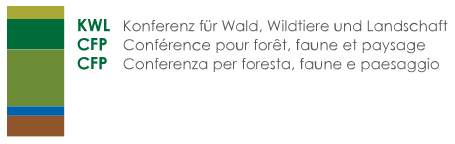 KWL Konferenz für Wald, Wildtiere und Landschaft
CFP Conférence pour forêt, faune et paysage
CFP Conferenza per foresta, faune e paesaggio